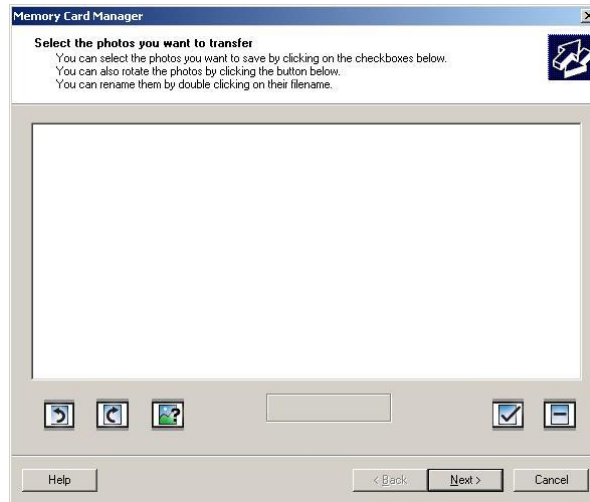 Memory Card Manager
Select the photos you want to transfer
You can select the photos you want to save by clicking on the checkboxes below.
You can also rotate the photos by clicking the button below.
You can rename them by double clicking on their filename.
?
Help
< Back
Next >
Cancel